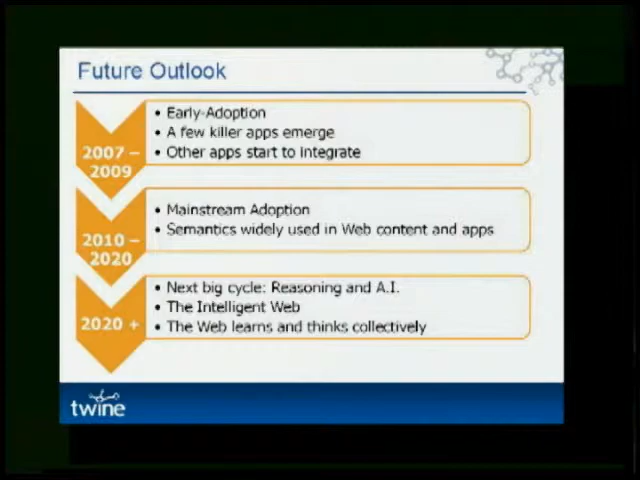 Future Outlook
2007 –
2009
• Early-Adoption
• A few killer apps emerge
• Other apps start to integrate
2010 –
2020
• Mainstream Adoption
• Semantics widely used in Web content and apps
2020 +
• Next big cycle: Reasoning and A.I.
• The Intelligent Web
• The Web learns and thinks collectively
twine